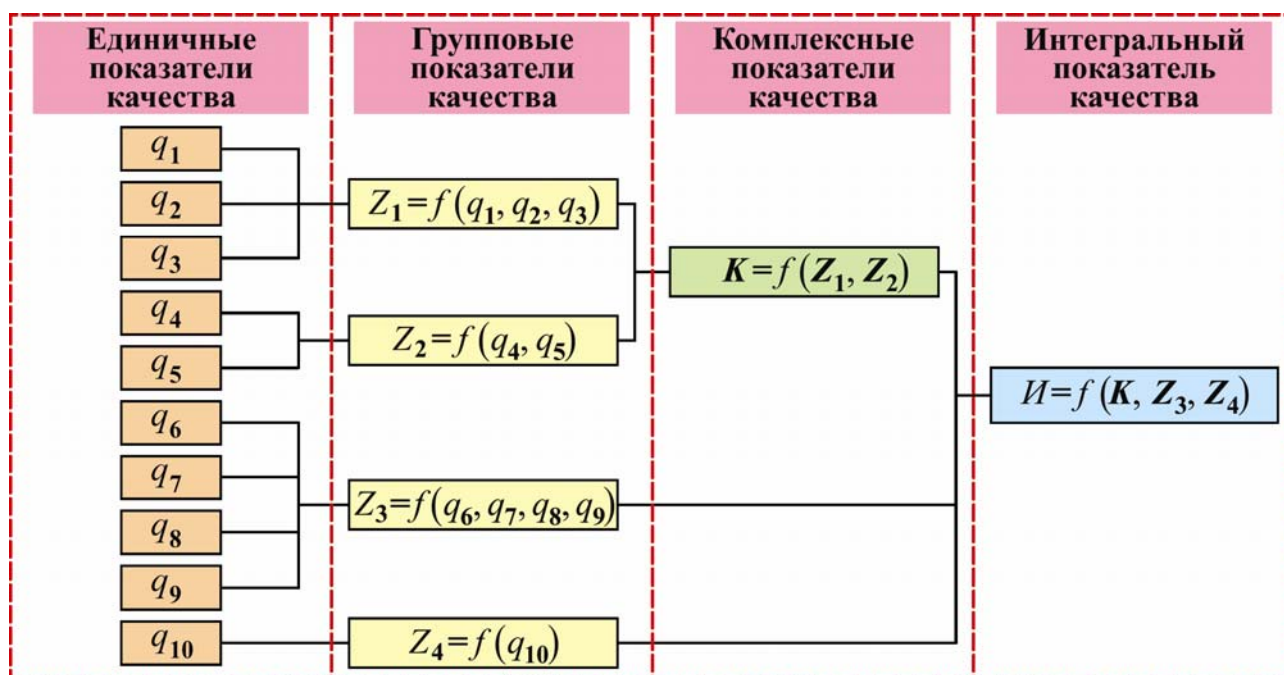 Единичные
показатели
качества
Групповые
показатели
качества
Комплексные
показатели
качества
Интегральный
показатель
качества
q1
q2
q3
q4
q5
q6
q7
q8
q9
q10
Z1=f(q1, q2, q3)
Z2=f(q4, q5)
Z3=f(q6, q7, q8, q9)
Z4=f(q10)
K=f(Z1, Z2)
И=f(K, Z3, Z4)